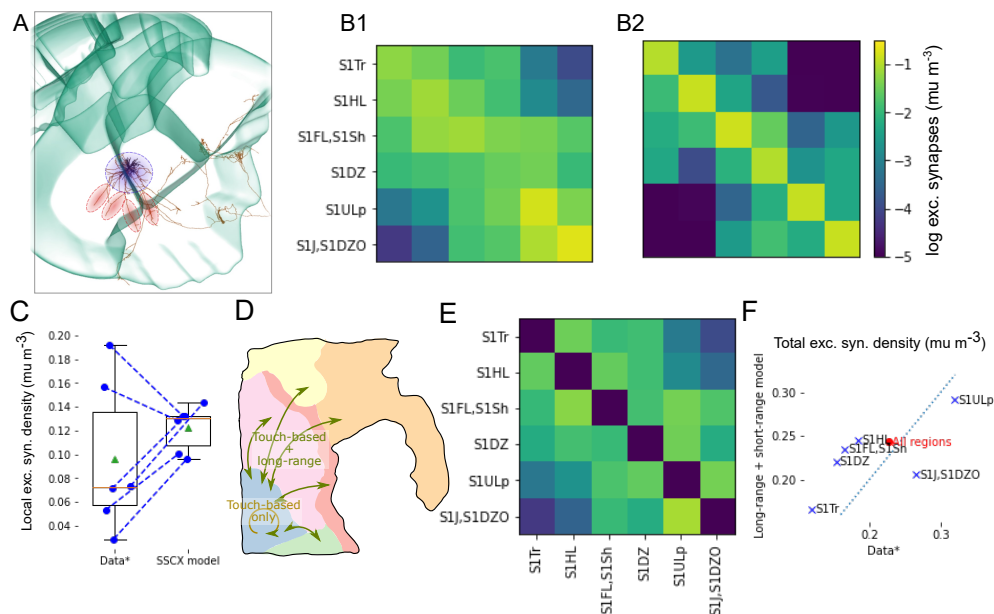 A
B1
B2
S1Tr
S1HL
S1FL,S1Sh
S1DZ
S1ULp
S1J,S1DZO
−1
−2
−3
−4
−5
log exc. synapses (mu m⁻³)
C
D
E
F
Local exc. syn. density (mu m⁻³)
0.20
0.18
0.16
0.14
0.12
0.10
0.08
0.06
0.04
Data*
SSCX model
Touch-based
+
long-range
Touch-based
only
S1Tr
S1HL
S1FL,S1Sh
S1DZ
S1ULp
S1J,S1DZO
S1Tr
S1HL
S1FL,S1Sh
S1DZ
S1ULp
S1J,S1DZO
Total exc. syn. density (mu m⁻³)
Long-range + short-range model
0.30
0.25
0.20
S1ULp
S1HL
All regions
S1FL,S1Sh
S1DZ
S1J,S1DZO
S1Tr
0.2
0.3
Data*